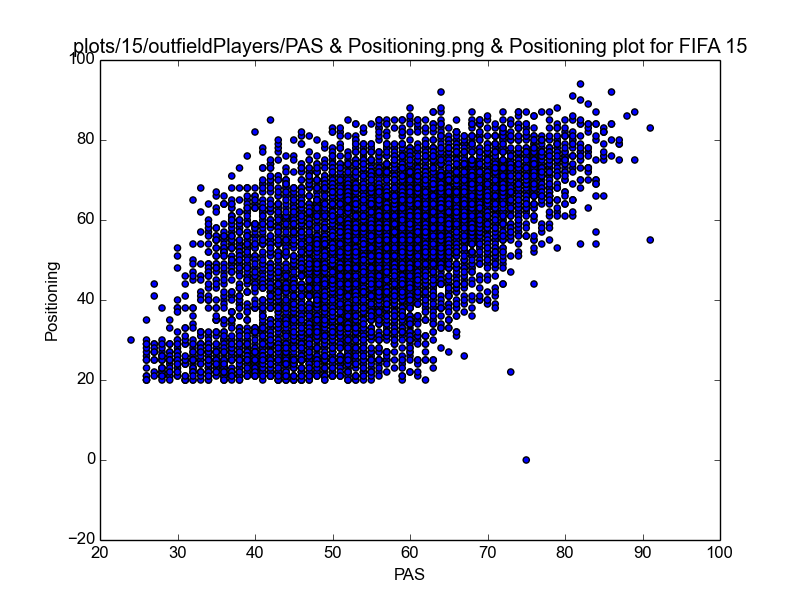 plots/15/outfieldPlayers/PAS & Positioning.png & Positioning plot for FIFA 15
100
80
60
40
20
0
−20
Positioning
20 30 40 50 60 70 80 90 100
PAS